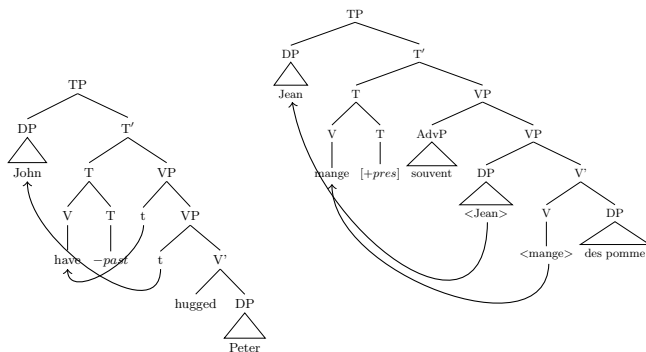 TP
DP T'
John T VP
V T t VP
have -past t V'
hugged DP
Peter
TP
DP T′
Jean T VP
V T AdvP VP
mange [+pres] souvent DP V'
<Jean> V DP
<mange> des pomme